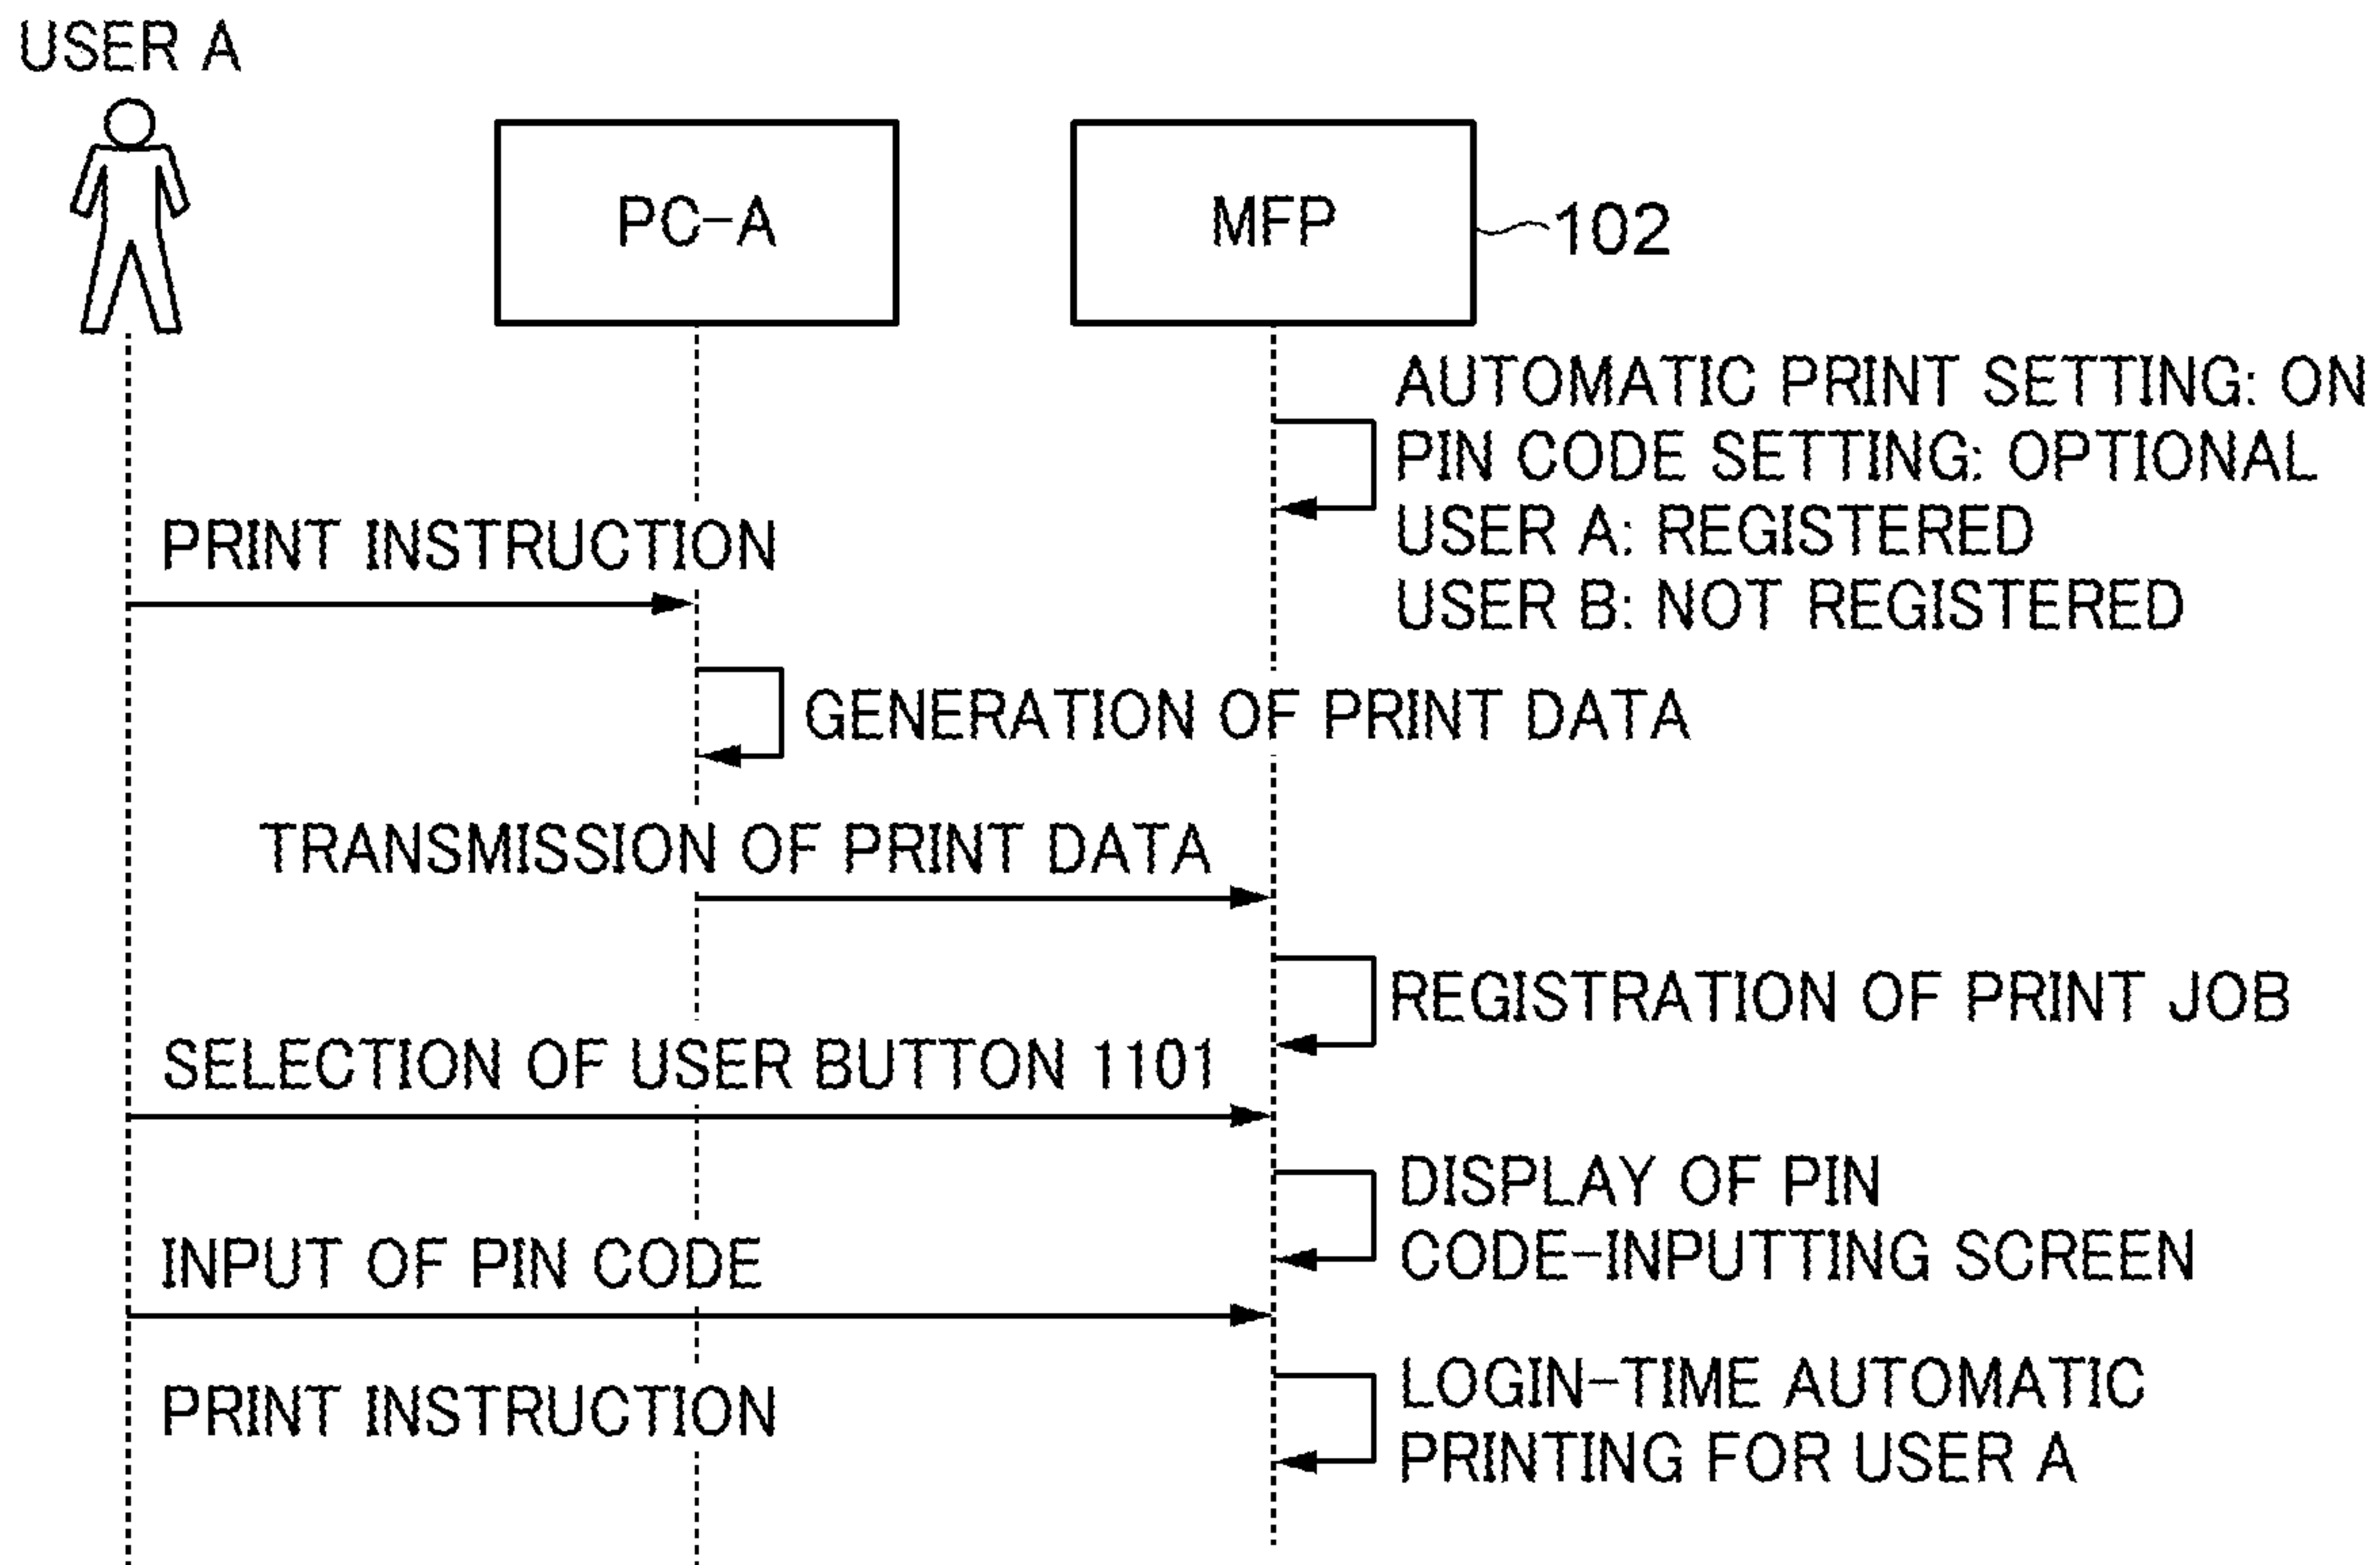 USER A
PC-A
MFP
102
AUTOMATIC PRINT SETTING: ON
PIN CODE SETTING: OPTIONAL
USER A: REGISTERED
USER B: NOT REGISTERED
PRINT INSTRUCTION
GENERATION OF PRINT DATA
TRANSMISSION OF PRINT DATA
REGISTRATION OF PRINT JOB
SELECTION OF USER BUTTON 1101
DISPLAY OF PIN
CODE-INPUTTING SCREEN
INPUT OF PIN CODE
LOGIN-TIME AUTOMATIC
PRINTING FOR USER A
PRINT INSTRUCTION